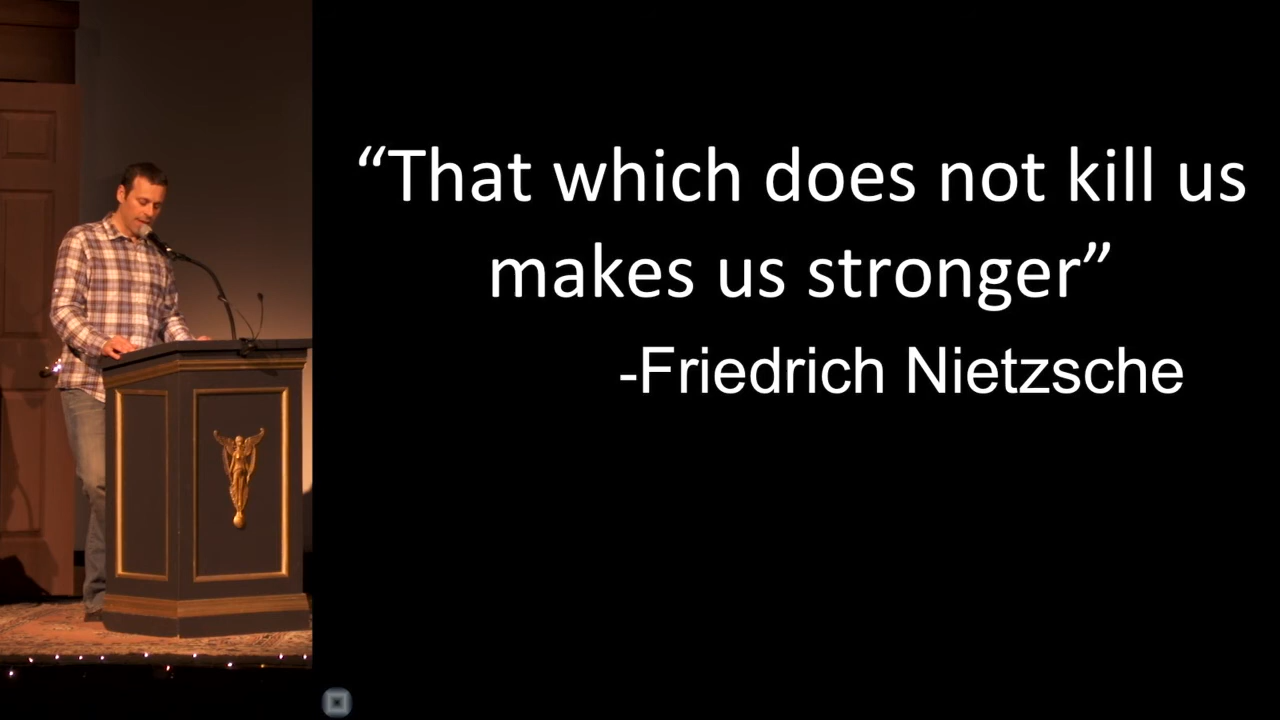 “That which does not kill us
makes us stronger”
-Friedrich Nietzsche